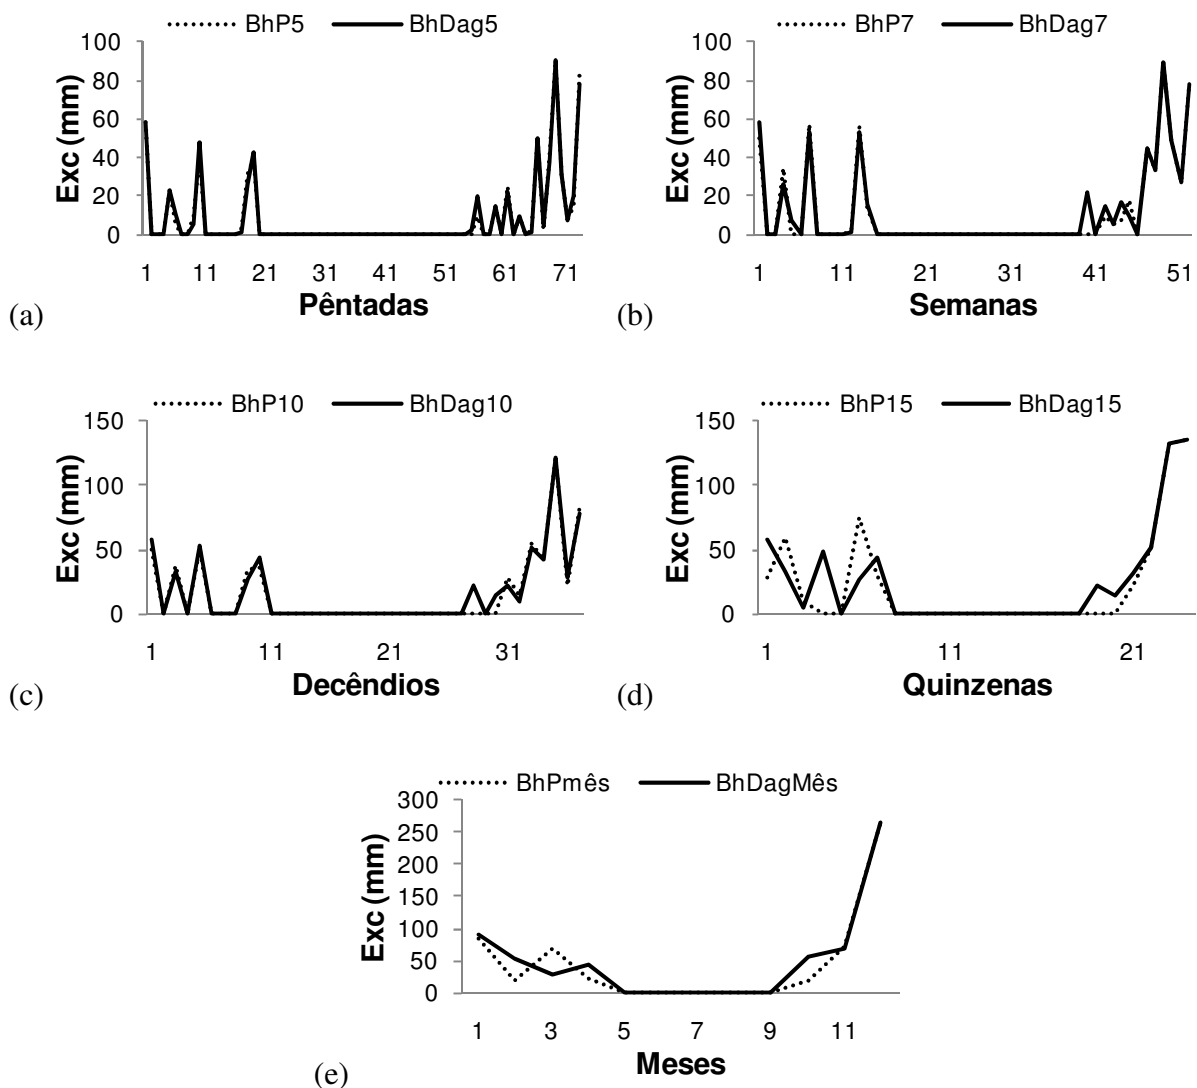 BhP5 BhDag5
100
80
60
40
20
0
Exc (mm)
1 11 21 31 41 51 61 71
Pêntadas
(a)
BhP7 BhDag7
100
80
60
40
20
0
Exc (mm)
1 11 21 31 41 51
Semanas
(b)
BhP10 BhDag10
150
100
50
0
Exc (mm)
1 11 21 31
Decêndios
(c)
BhP15 BhDag15
150
100
50
0
Exc (mm)
1 11 21
Quinzenas
(d)
BhPmês BhDagMês
300
250
200
150
100
50
0
Exc (mm)
1 3 5 7 9 11
Meses
(e)